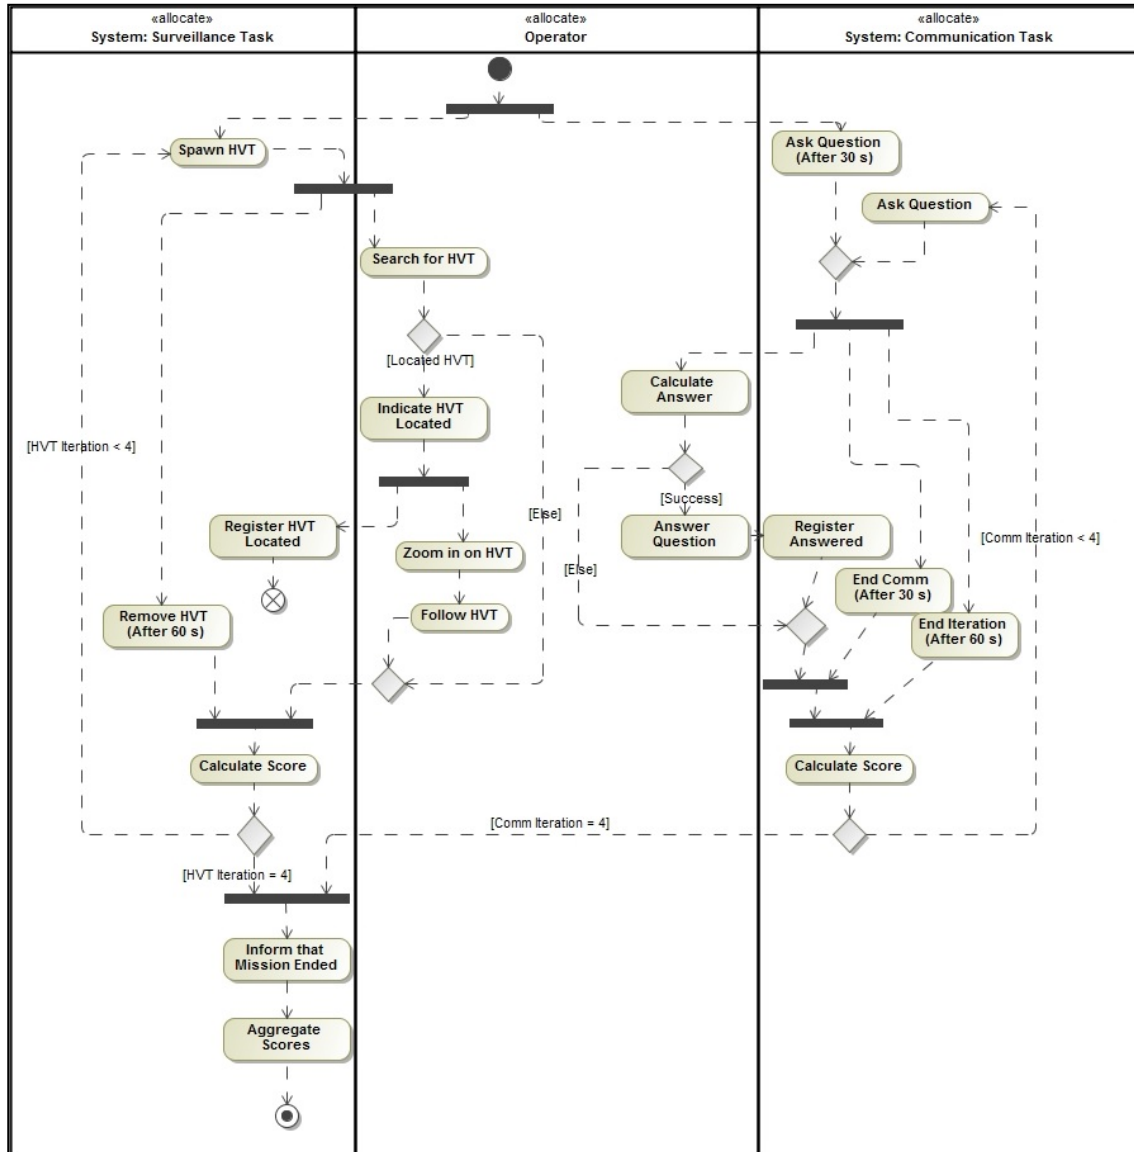 «allocate»
System: Surveillance Task
«allocate»
Operator
«allocate»
System: Communication Task
Spawn HVT
Ask Question
(After 30 s)
Ask Question
Search for HVT
[Located HVT]
Calculate
Answer
Indicate HVT
Located
[HVT Iteration < 4]
[Success]
[Else]
Register HVT
Located
Answer
Question
Register
Answered
[Comm Iteration < 4]
Zoom in on HVT
[Else]
End Comm
(After 30 s)
Remove HVT
(After 60 s)
Follow HVT
End Iteration
(After 60 s)
Calculate Score
Calculate Score
[Comm Iteration = 4]
[HVT Iteration = 4]
Inform that
Mission Ended
Aggregate
Scores